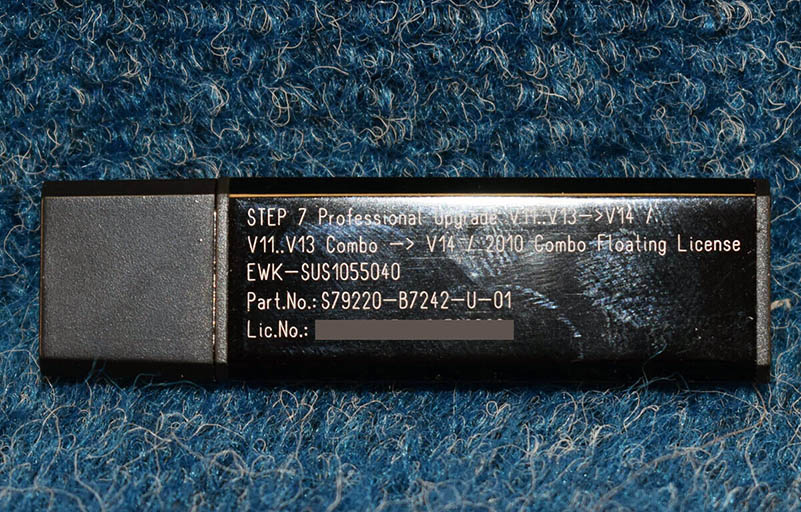 STEP 7 Professional Upgrade V11..V13->V14 /
V11..V13 Combo -> V14 / 2010 Combo Floating License
EWK-SUS1055040
Part.No.: S79220-B7242-U-01
Lic.No.: